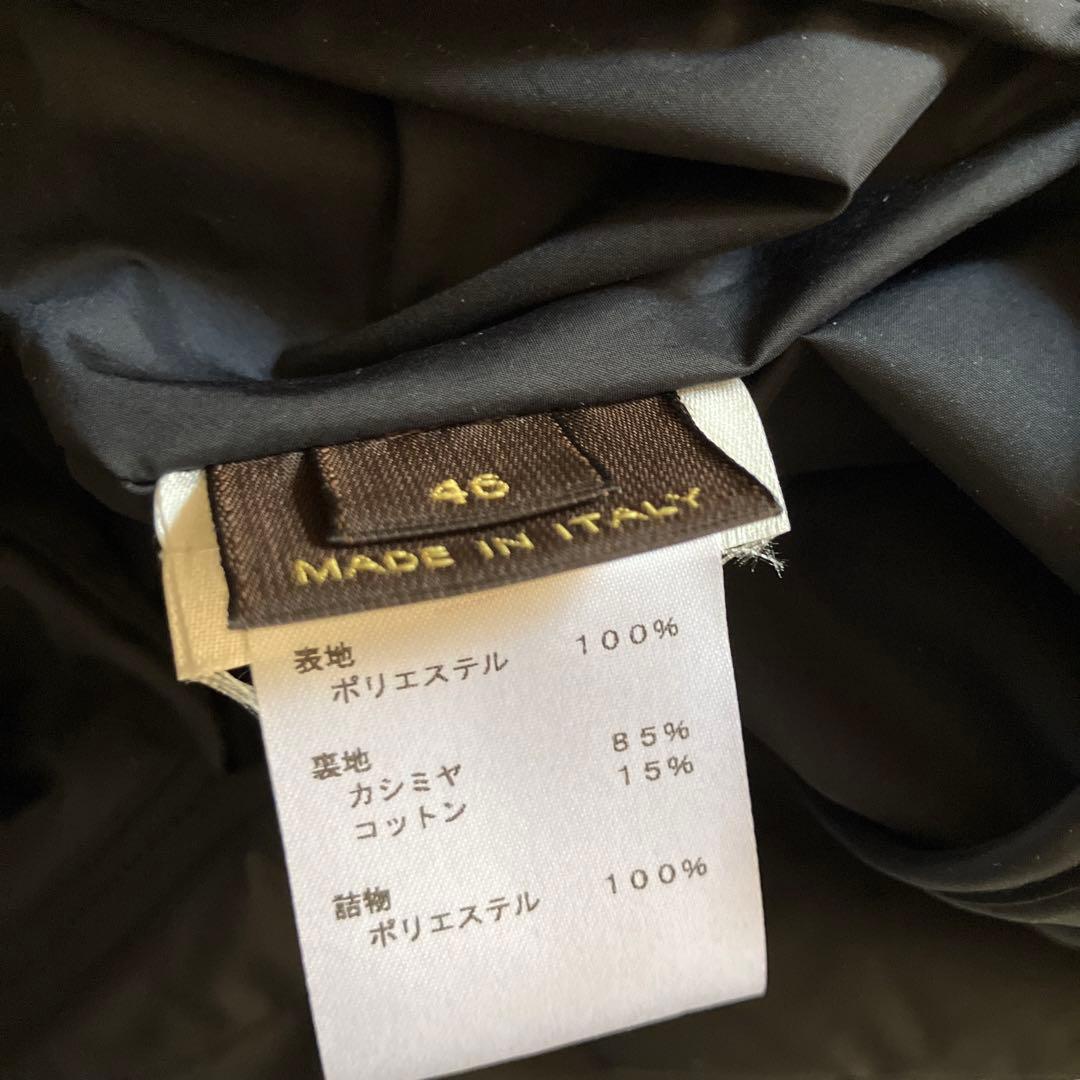 46
MADE IN ITALY
表地
ポリエステル 100%
裏地
カシミヤ 85%
コットン 15%
詰物
ポリエステル 100%